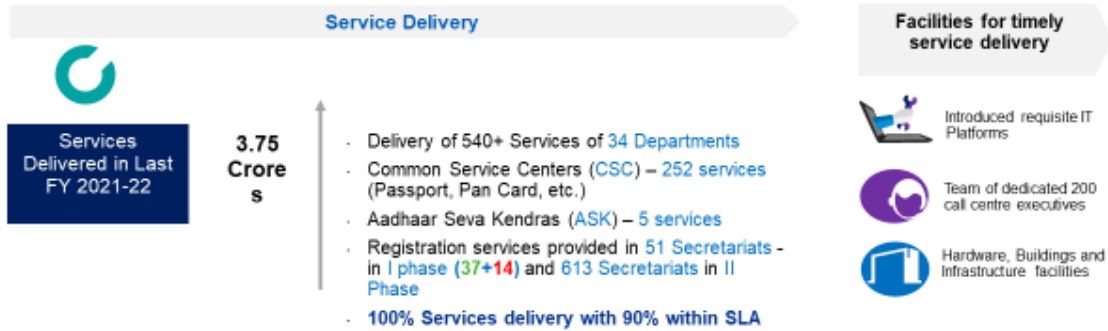 Service Delivery
Services
Delivered in Last
FY 2021-22
3.75
Crore
s
· Delivery of 540+ Services of 34 Departments
· Common Service Centers (CSC) – 252 services
(Passport, Pan Card, etc.)
· Aadhaar Seva Kendras (ASK) – 5 services
· Registration services provided in 51 Secretariats -
in I phase (37+14) and 613 Secretariats in II
Phase
· 100% Services delivery with 90% within SLA
Facilities for timely
service delivery
Introduced requisite IT
Platforms
Team of dedicated 200
call centre executives
Hardware, Buildings and
Infrastructure facilities